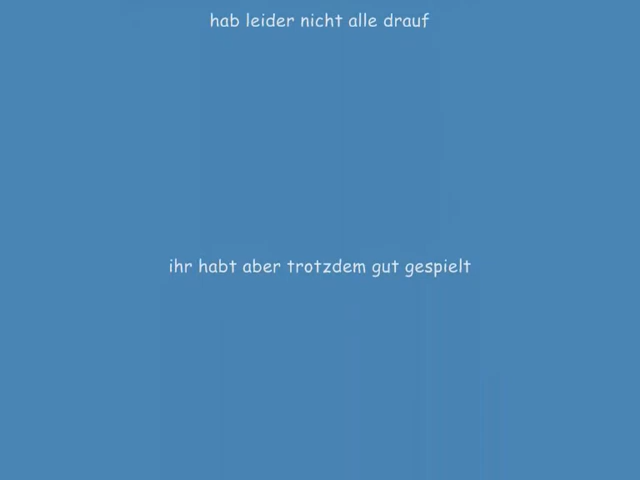 hab leider nicht alle drauf
ihr habt aber trotzdem gut gespielt